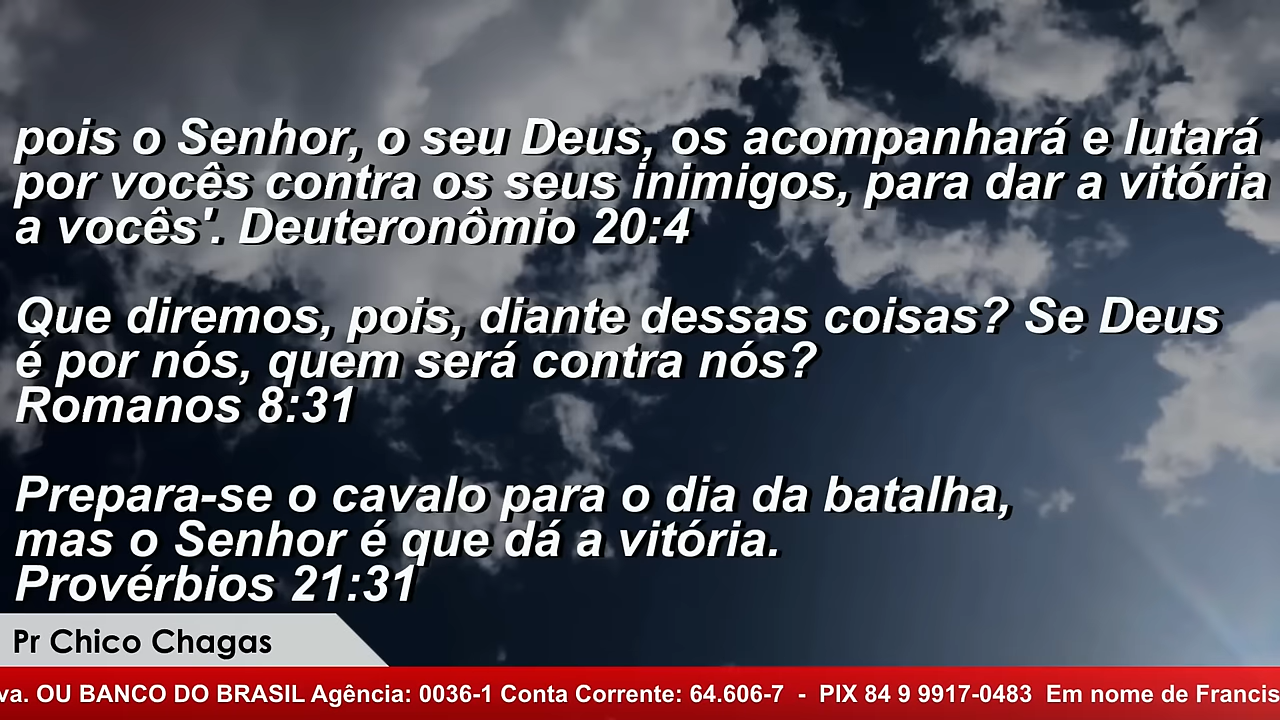 pois o Senhor, o seu Deus, os acompanhará e lutará
por vocês contra os seus inimigos, para dar a vitória
a vocês'. Deuteronômio 20:4
Que diremos, pois, diante dessas coisas? Se Deus
é por nós, quem será contra nós?
Romanos 8:31
Prepara-se o cavalo para o dia da batalha,
mas o Senhor é que dá a vitória.
Provérbios 21:31
Pr Chico Chagas
va. OU BANCO DO BRASIL Agência: 0036-1 Conta Corrente: 64.606-7 - PIX 84 9 9917-0483 Em nome de Francis